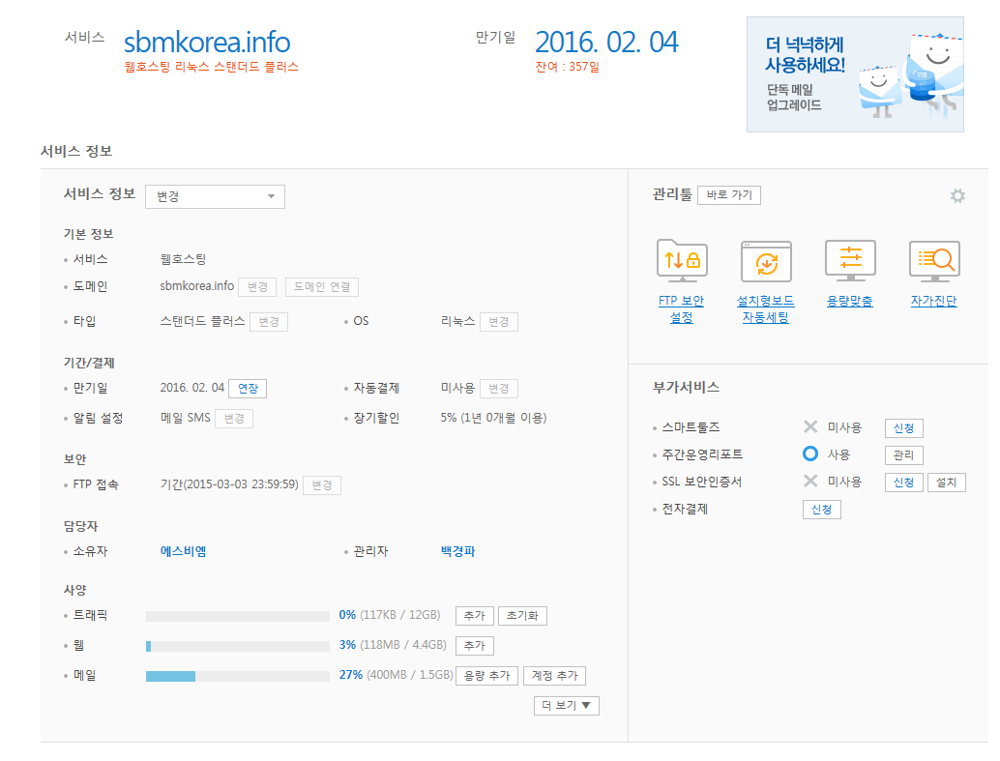 서비스 sbmkorea.info 만기일 2016. 02. 04
웹호스팅 리눅스 스탠더드 플러스 잔여 : 357일
더 넉넉하게
사용하세요!
단독 메일
업그레이드
1TB
서비스 정보
서비스 정보 변경
기본 정보
서비스 웹호스팅
도메인 sbmkorea.info 변경 도메인 연결
타입 스탠더드 플러스 변경 OS 리눅스 변경
기간/결제
만기일 2016. 02. 04 연장 자동결제 미사용 변경
알림 설정 메일 SMS 변경 장기할인 5% (1년 0개월 이용)
보안
FTP 접속 기간(2015-03-03 23:59:59) 변경
담당자
소유자 에스비엠 관리자 백경파
사양
트래픽 0% (117KB / 12GB) 추가 초기화
웹 3% (118MB / 4.4GB) 추가
메일 27% (400MB / 1.5GB) 용량 추가 계정 추가
더 보기 ▼
관리툴 바로 가기
FTP 보안 설치형보드 용량맞춤 자가진단
설정 자동세팅
부가서비스
스마트툴즈 미사용 신청
주간운영리포트 사용 관리
SSL 보안인증서 미사용 신청 설치
전자결제 신청